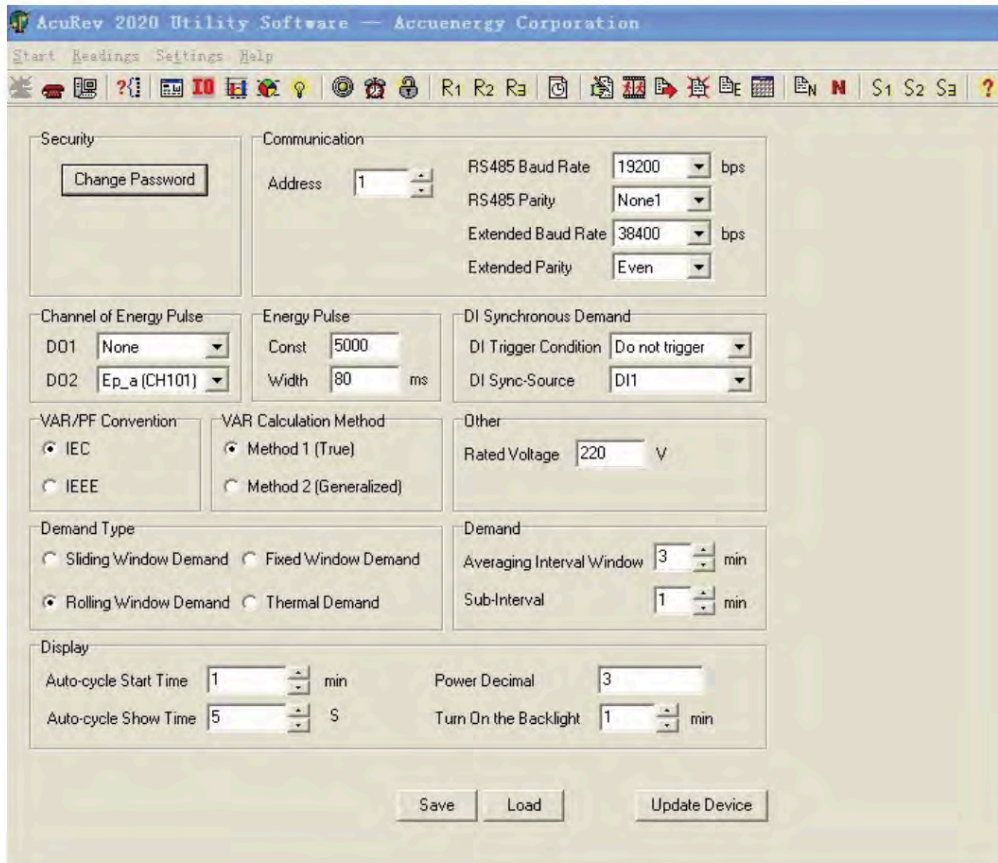 AcuRev 2020 Utility Software — Accuenergy Corporation
Start Readings Settings Help
?{ IO R1 R2 R3 E N N S1 S2 S3 ?
Security
Change Password
Communication
Address 1
RS485 Baud Rate 19200 bps
RS485 Parity None1
Extended Baud Rate 38400 bps
Extended Parity Even
Channel of Energy Pulse
DO1 None
DO2 Ep_a (CH101)
Energy Pulse
Const 5000
Width 80 ms
DI Synchronous Demand
DI Trigger Condition Do not trigger
DI Sync-Source DI1
VAR/PF Convention
IEC
IEEE
VAR Calculation Method
Method 1 (True)
Method 2 (Generalized)
Other
Rated Voltage 220 V
Demand Type
Sliding Window Demand Fixed Window Demand
Rolling Window Demand Thermal Demand
Demand
Averaging Interval Window 3 min
Sub-Interval 1 min
Display
Auto-cycle Start Time 1 min Power Decimal 3
Auto-cycle Show Time 5 S Turn On the Backlight 1 min
Save Load Update Device